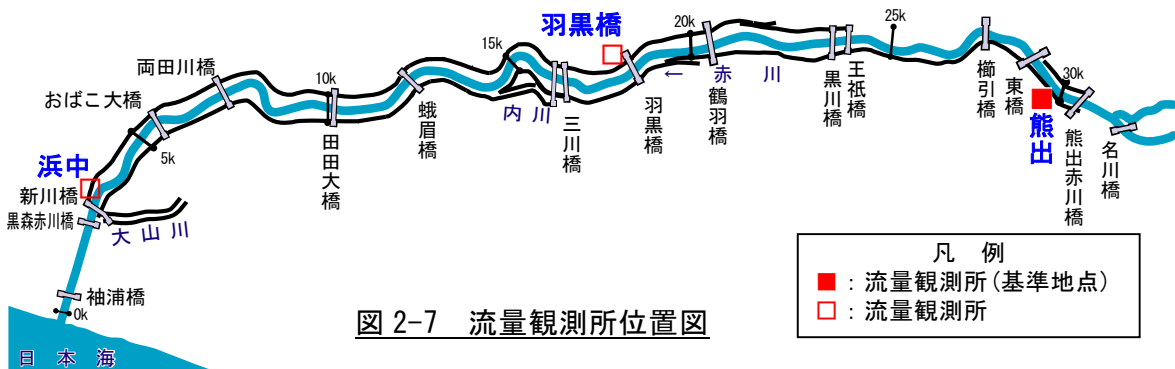 羽黒橋
20k
25k
15k
両田川橋
10k
おばこ大橋
5k
浜中
新川橋
黒森赤川橋
大山川
袖浦橋
0k
日本海
田田大橋
蛾眉橋
内川
三川橋
羽黒橋
← 赤川
鶴羽橋
黒川橋
王祇橋
櫛引橋
東橋
30k
熊出
熊出赤川橋
名川橋
凡 例
■ : 流量観測所(基準地点)
□ : 流量観測所
図 2-7 流量観測所位置図